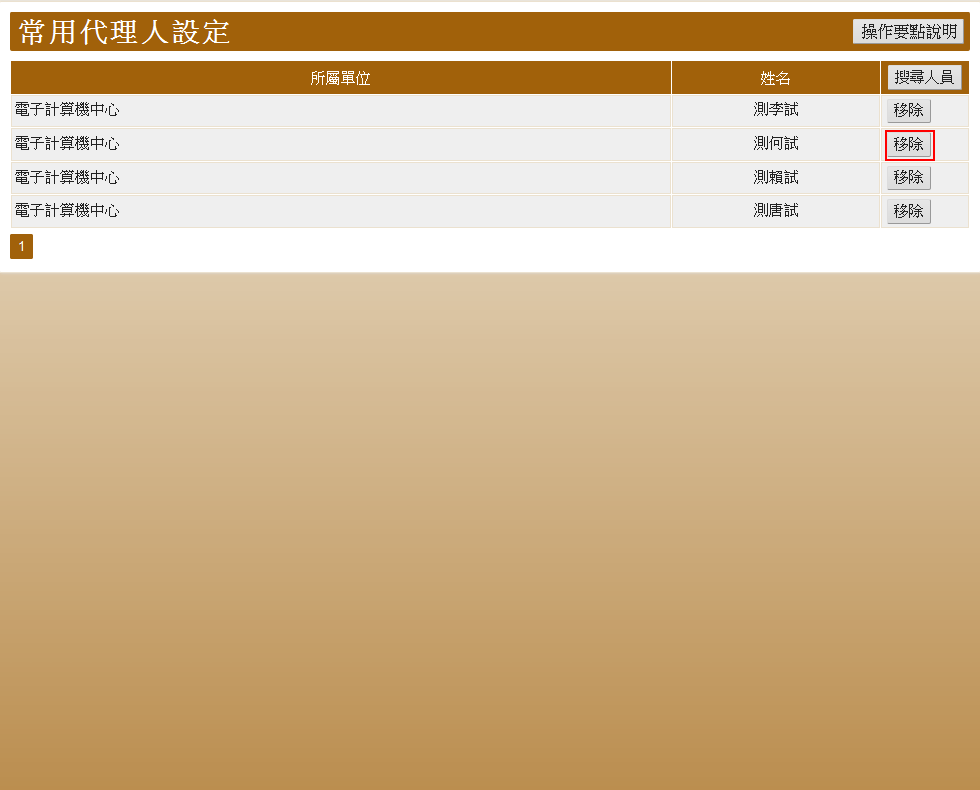 常用代理人設定 操作要點說明
所屬單位 姓名 搜尋人員
電子計算機中心 測李試 移除
電子計算機中心 測何試 移除
電子計算機中心 測賴試 移除
電子計算機中心 測唐試 移除
1